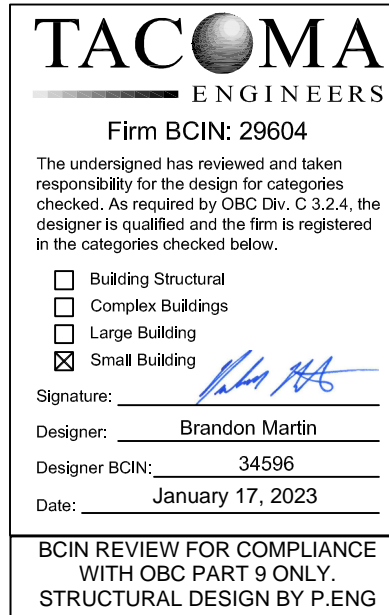 TACOMA
ENGINEERS
Firm BCIN: 29604
The undersigned has reviewed and taken
responsibility for the design for categories
checked. As required by OBC Div. C 3.2.4, the
designer is qualified and the firm is registered
in the categories checked below.
Building Structural
Complex Buildings
Large Building
Small Building
Signature:
Designer: Brandon Martin
Designer BCIN: 34596
Date: January 17, 2023
BCIN REVIEW FOR COMPLIANCE
WITH OBC PART 9 ONLY.
STRUCTURAL DESIGN BY P.ENG